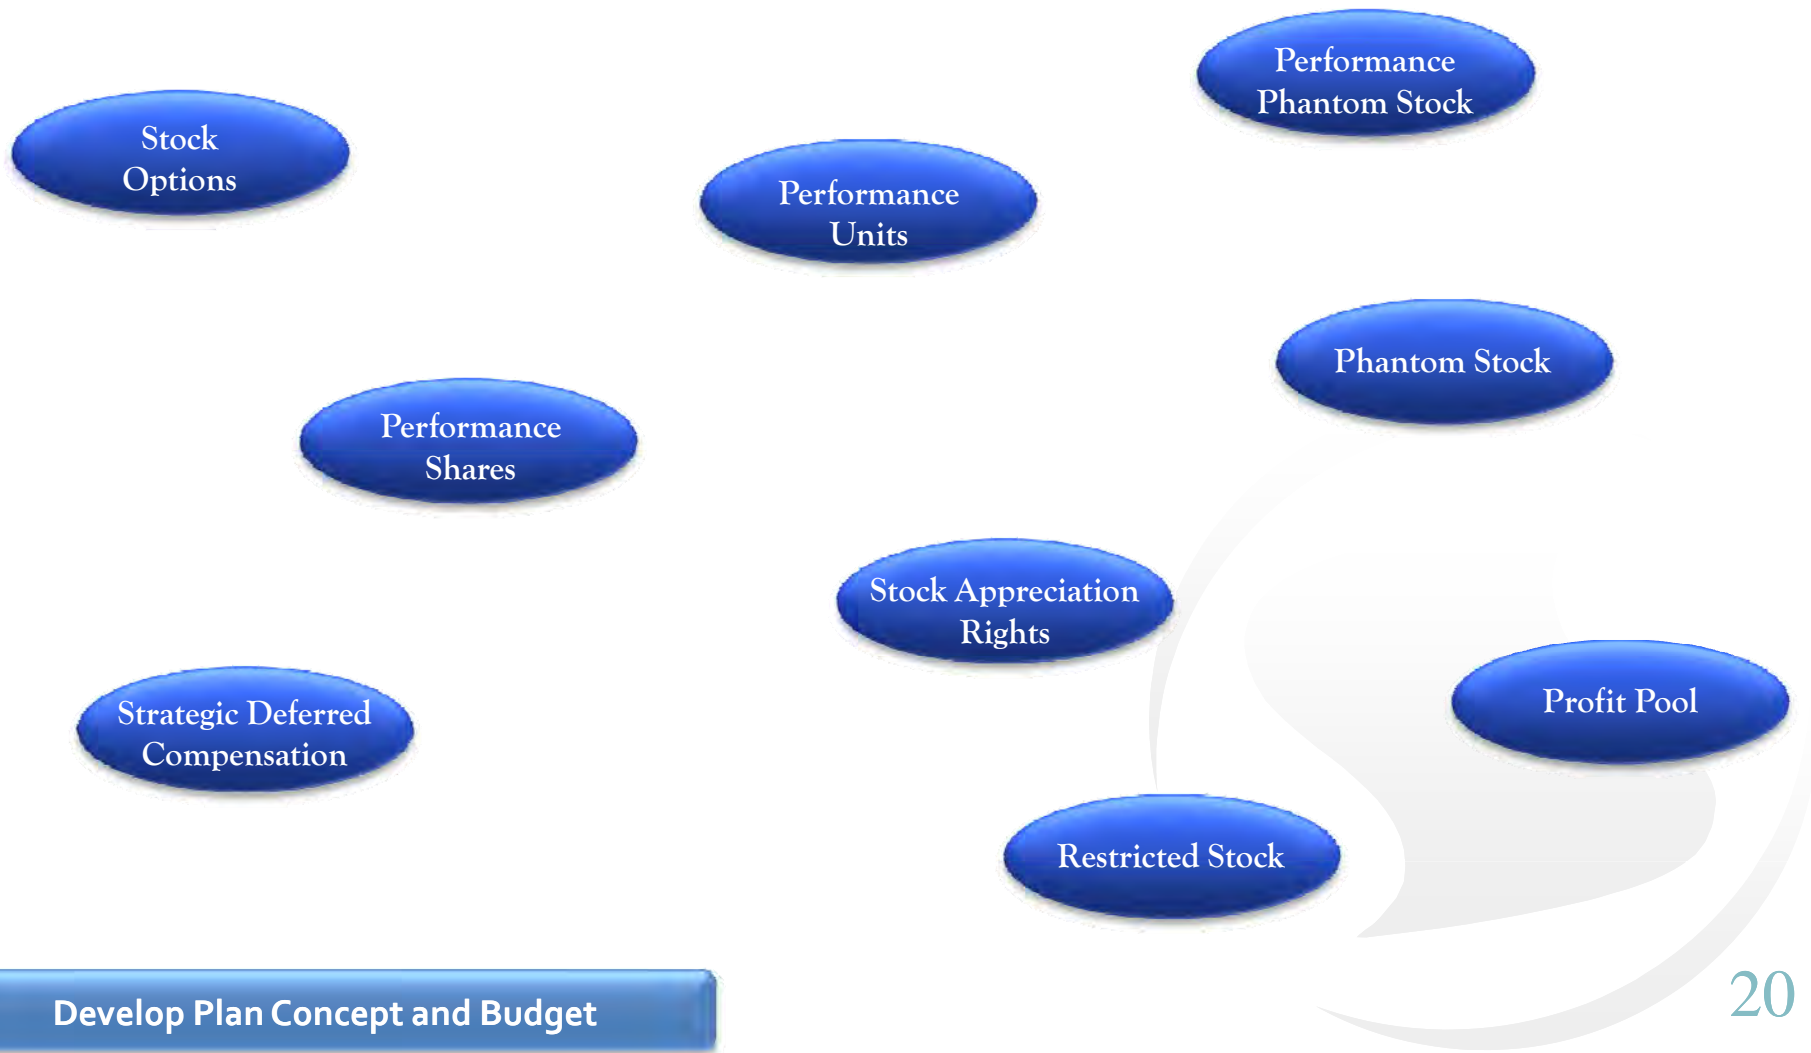 Performance
Phantom Stock
Stock
Options
Performance
Units
Phantom Stock
Performance
Shares
Stock Appreciation
Rights
Strategic Deferred
Compensation
Profit Pool
Restricted Stock
Develop Plan Concept and Budget
20